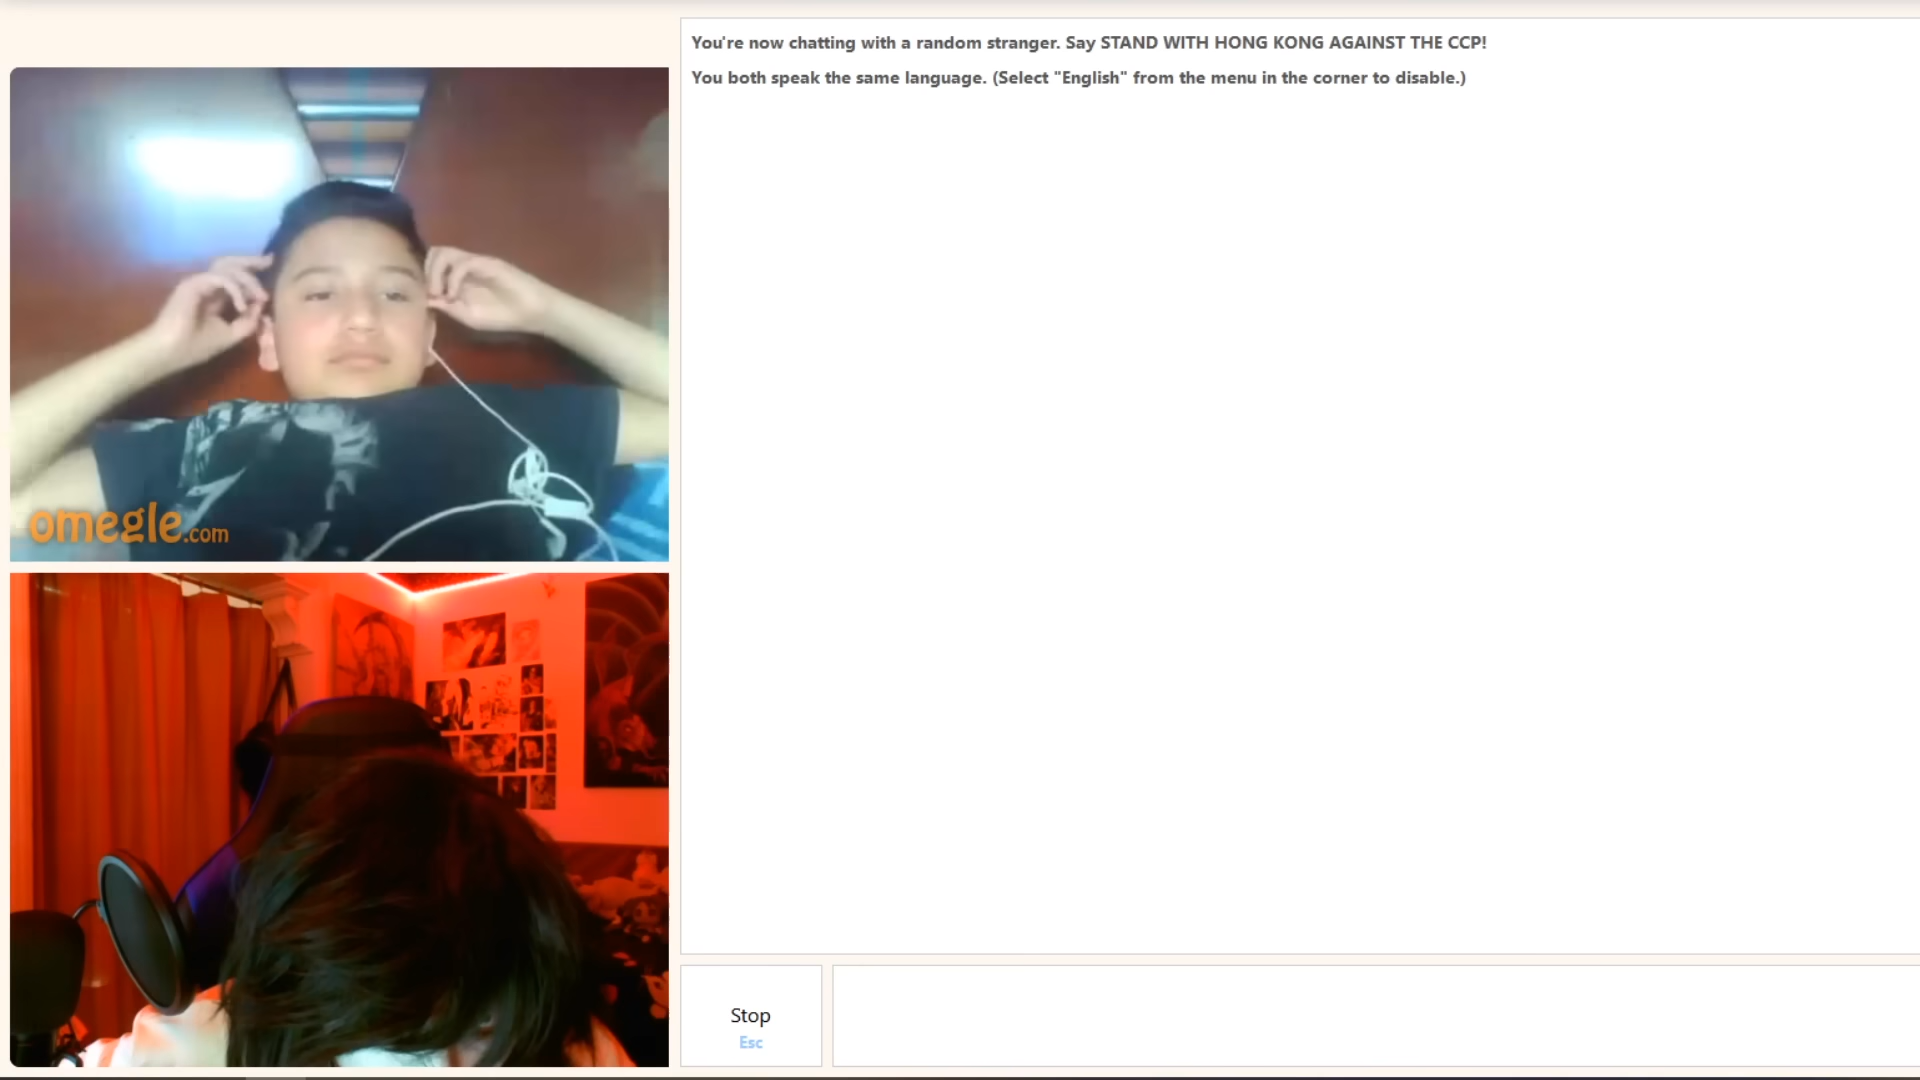 You're now chatting with a random stranger. Say STAND WITH HONG KONG AGAINST THE CCP!
You both speak the same language. (Select "English" from the menu in the corner to disable.)
omegle.com
Stop
Esc